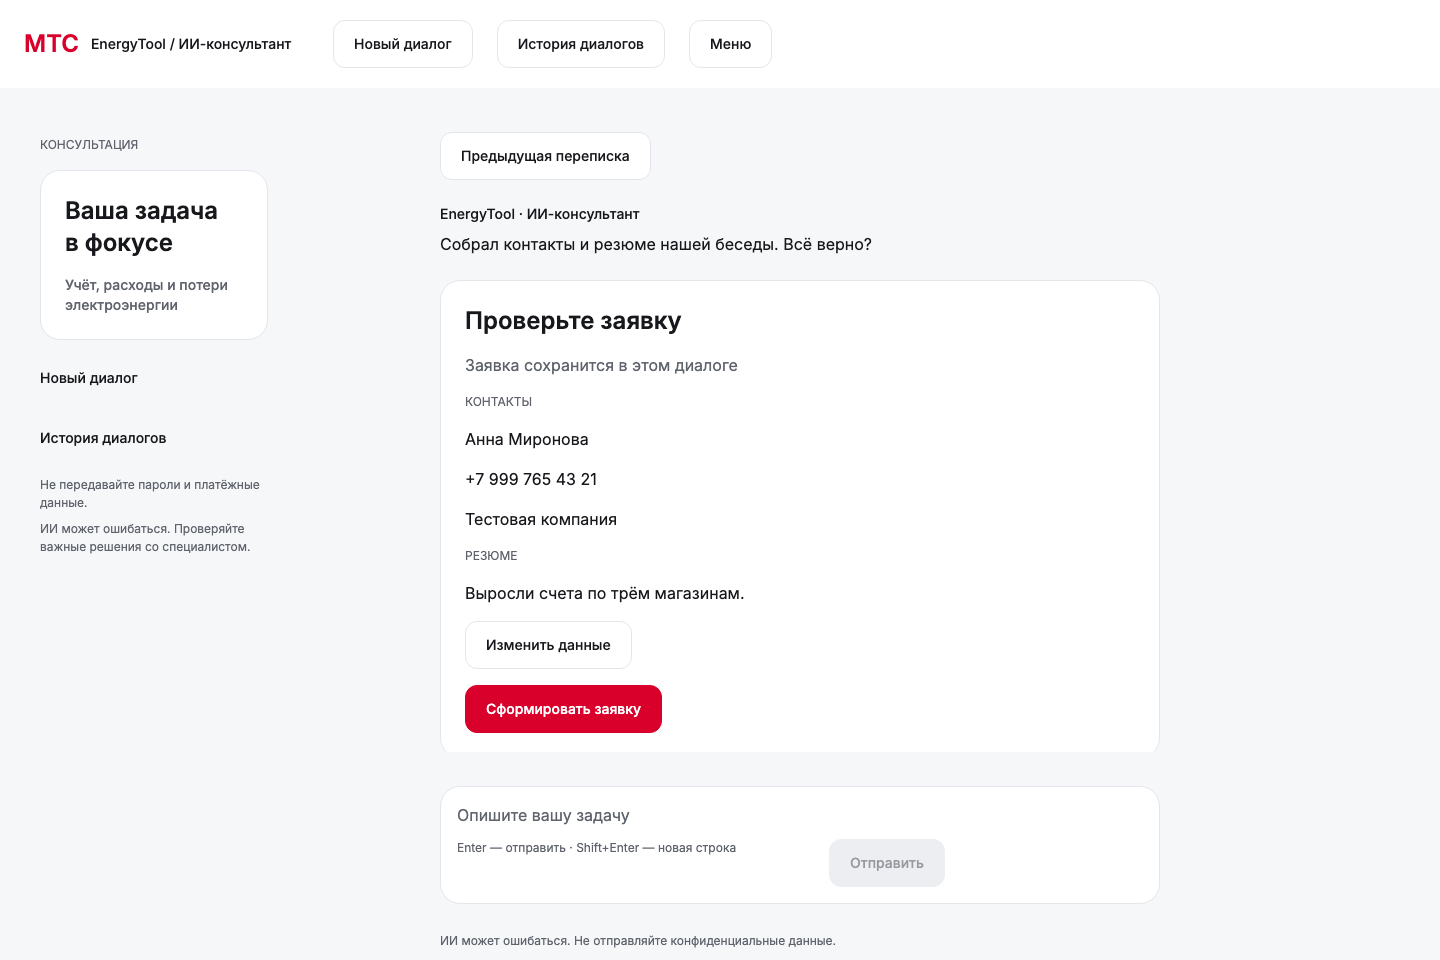 МТС
EnergyTool / ИИ-консультант
Новый диалог
История диалогов
Меню
КОНСУЛЬТАЦИЯ
Ваша задача
в фокусе
Учёт, расходы и потери
электроэнергии
Новый диалог
История диалогов
Не передавайте пароли и платёжные
данные.
ИИ может ошибаться. Проверяйте
важные решения со специалистом.
Предыдущая переписка
EnergyTool · ИИ-консультант
Собрал контакты и резюме нашей беседы. Всё верно?
Проверьте заявку
Заявка сохранится в этом диалоге
КОНТАКТЫ
Анна Миронова
+7 999 765 43 21
Тестовая компания
РЕЗЮМЕ
Выросли счета по трём магазинам.
Изменить данные
Сформировать заявку
Опишите вашу задачу
Enter — отправить · Shift+Enter — новая строка
Отправить
ИИ может ошибаться. Не отправляйте конфиденциальные данные.